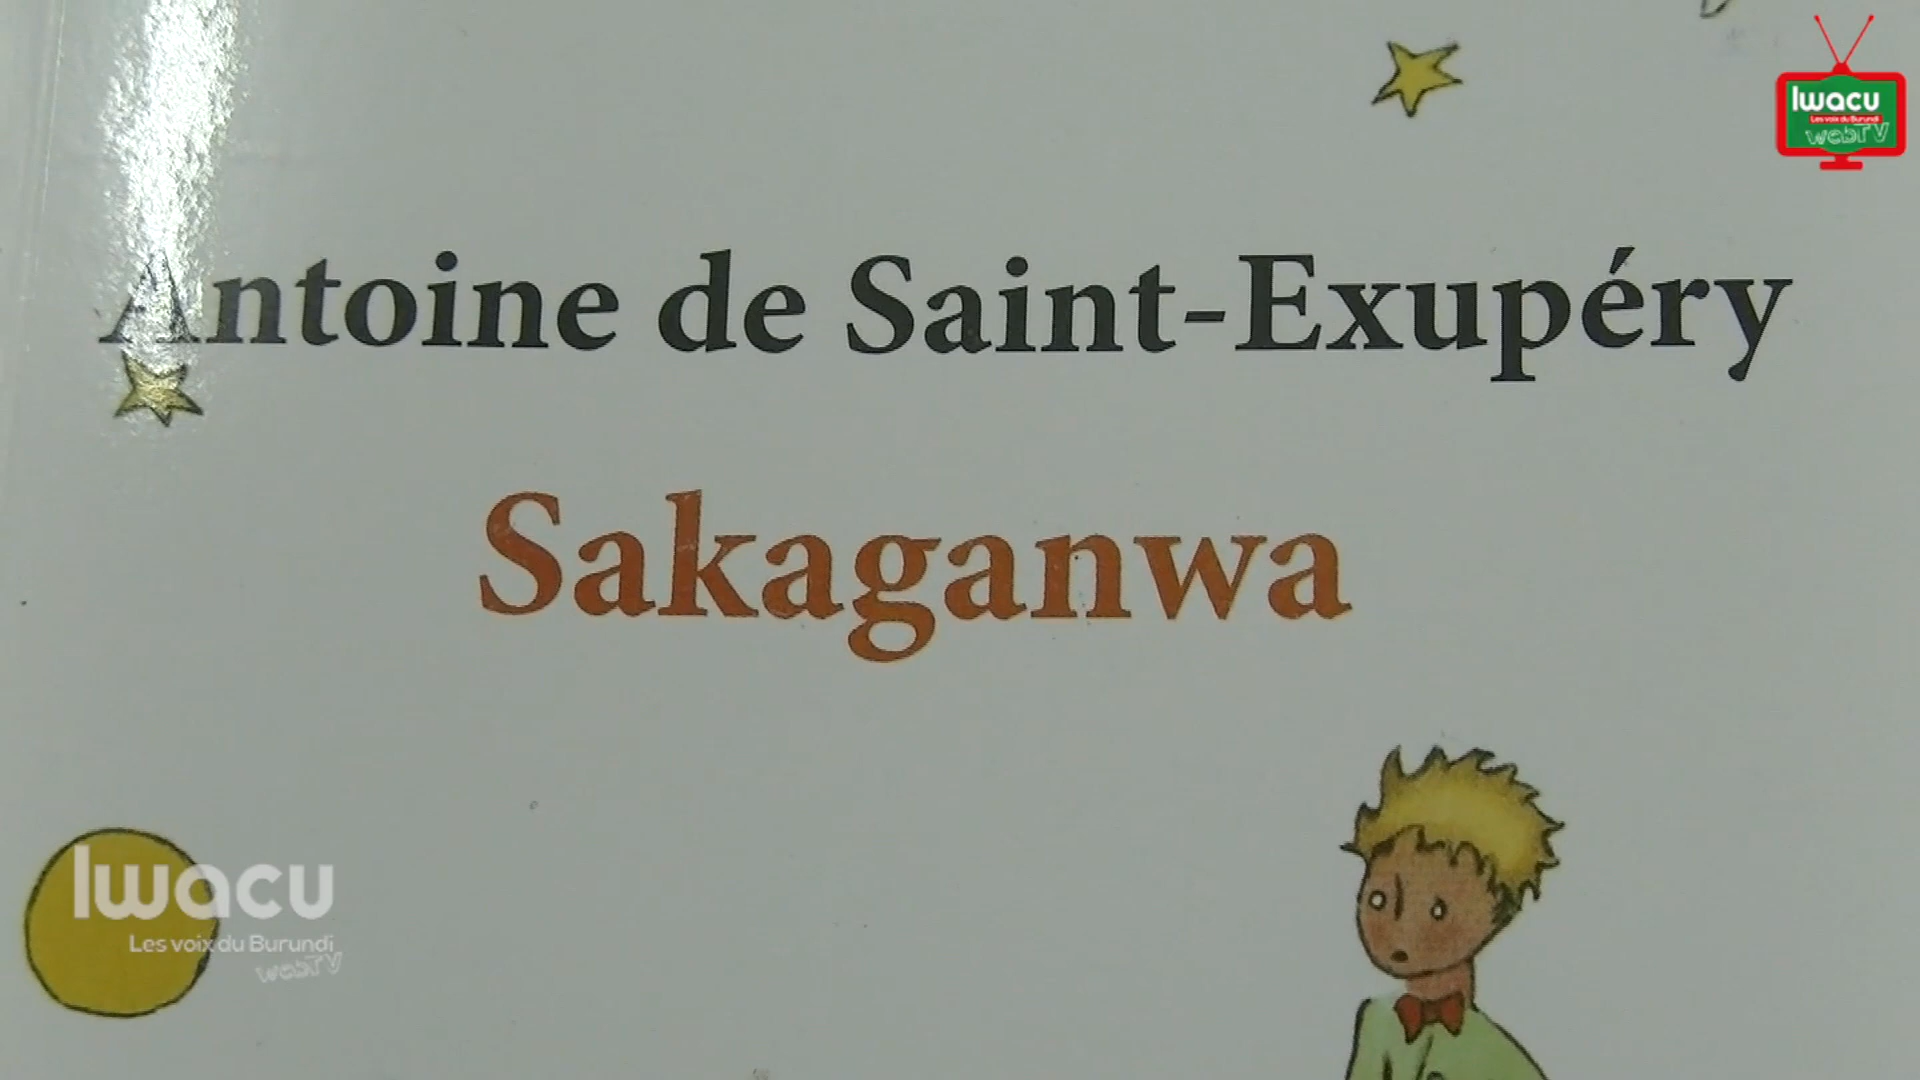 Iwacu
Les voix du Burundi
webTV
Antoine de Saint-Exupéry
Sakaganwa
Iwacu
Les voix du Burundi
webTV